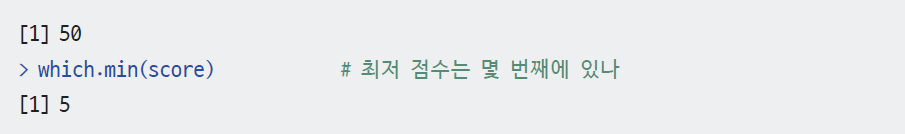 [1] 50
> which.min(score) # 최저 점수는 몇 번째에 있나
[1] 5